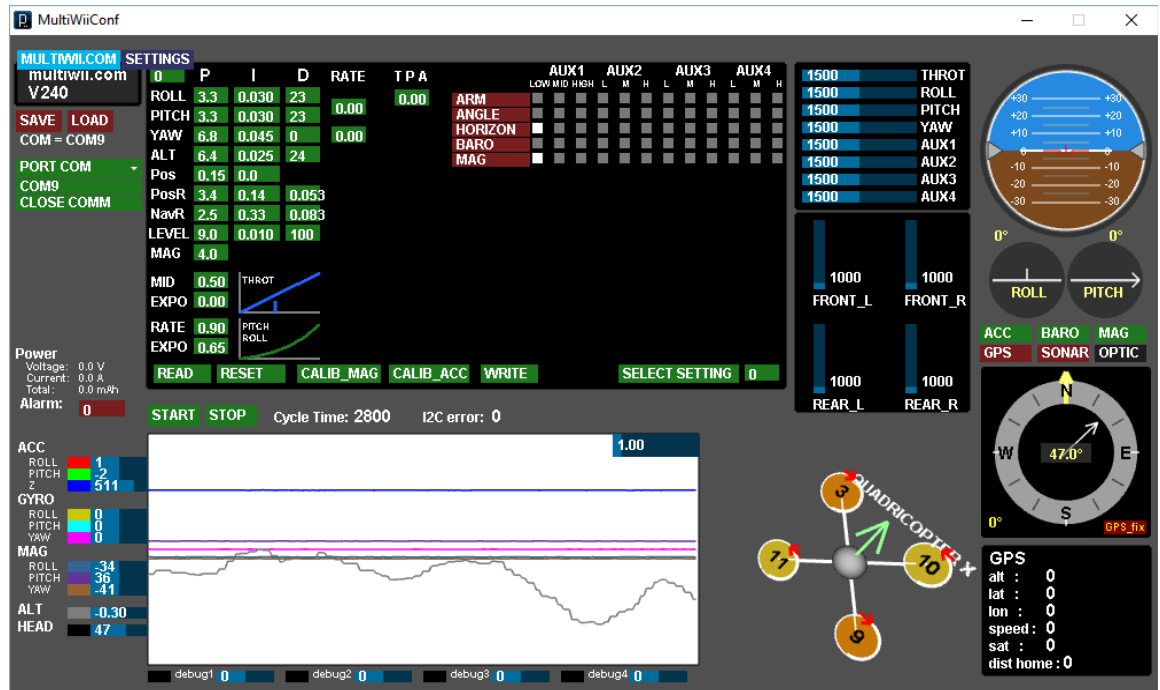 MultiWiiConf
MULTIWII.COM SETTINGS
multiwii.com
V240
SAVE LOAD
COM = COM9
PORT COM
COM9
CLOSE COMM
0 P I D RATE T P A
ROLL 3.3 0.030 23
PITCH 3.3 0.030 23
0.00 0.00
YAW 6.8 0.045 0 0.00
ALT 6.4 0.025 24
Pos 0.15 0.0
PosR 3.4 0.14 0.053
NavR 2.5 0.33 0.083
LEVEL 9.0 0.010 100
MAG 4.0
MID 0.50 THROT
EXPO 0.00
RATE 0.90 PITCH
EXPO 0.65 ROLL
AUX1 AUX2 AUX3 AUX4
LOW MID HIGH L M H L M H L M H
ARM
ANGLE
HORIZON
BARO
MAG
READ RESET CALIB_MAG CALIB_ACC WRITE SELECT SETTING 0
1500 THROT
1500 ROLL
1500 PITCH
1500 YAW
1500 AUX1
1500 AUX2
1500 AUX3
1500 AUX4
1000 1000
FRONT_L FRONT_R
1000 1000
REAR_L REAR_R
+30 +30
+20 +20
+10 +10
0 0
-10 -10
-20 -20
-30 -30
0° 0°
ROLL PITCH
ACC BARO MAG
GPS SONAR OPTIC
N
W 47.0° E
S
0° GPS_fix
GPS
alt : 0
lat : 0
lon : 0
speed : 0
sat : 0
dist home : 0
Power
Voltage: 0.0 V
Current: 0.0 A
Total: 0.0 mAh
Alarm: 0
START STOP Cycle Time: 2800 I2C error: 0
1.00
ACC
ROLL 1
PITCH -2
Z 511
GYRO
ROLL 0
PITCH 0
YAW 0
MAG
ROLL -34
PITCH 36
YAW -41
ALT -0.30
HEAD 47
debug1 0 debug2 0 debug3 0 debug4 0
QUADRICOPTER X
3
11
10
9